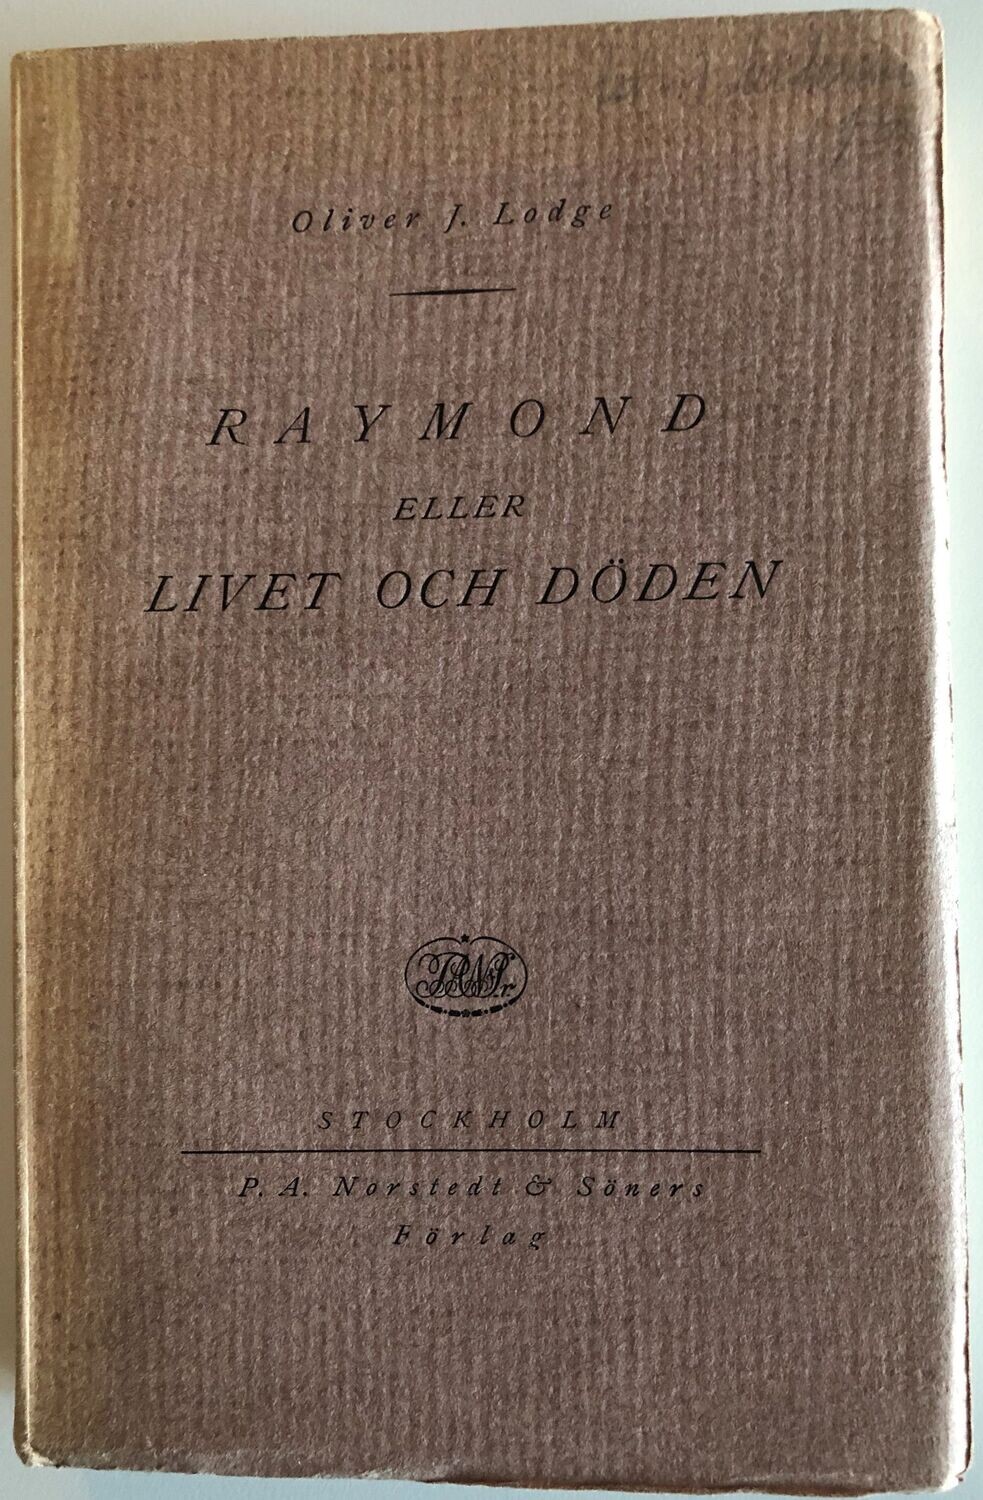 Oliver J. Lodge
RAYMOND
ELLER
LIVET OCH DÖDEN
STOCKHOLM
P. A. Norstedt & Söners
Förlag